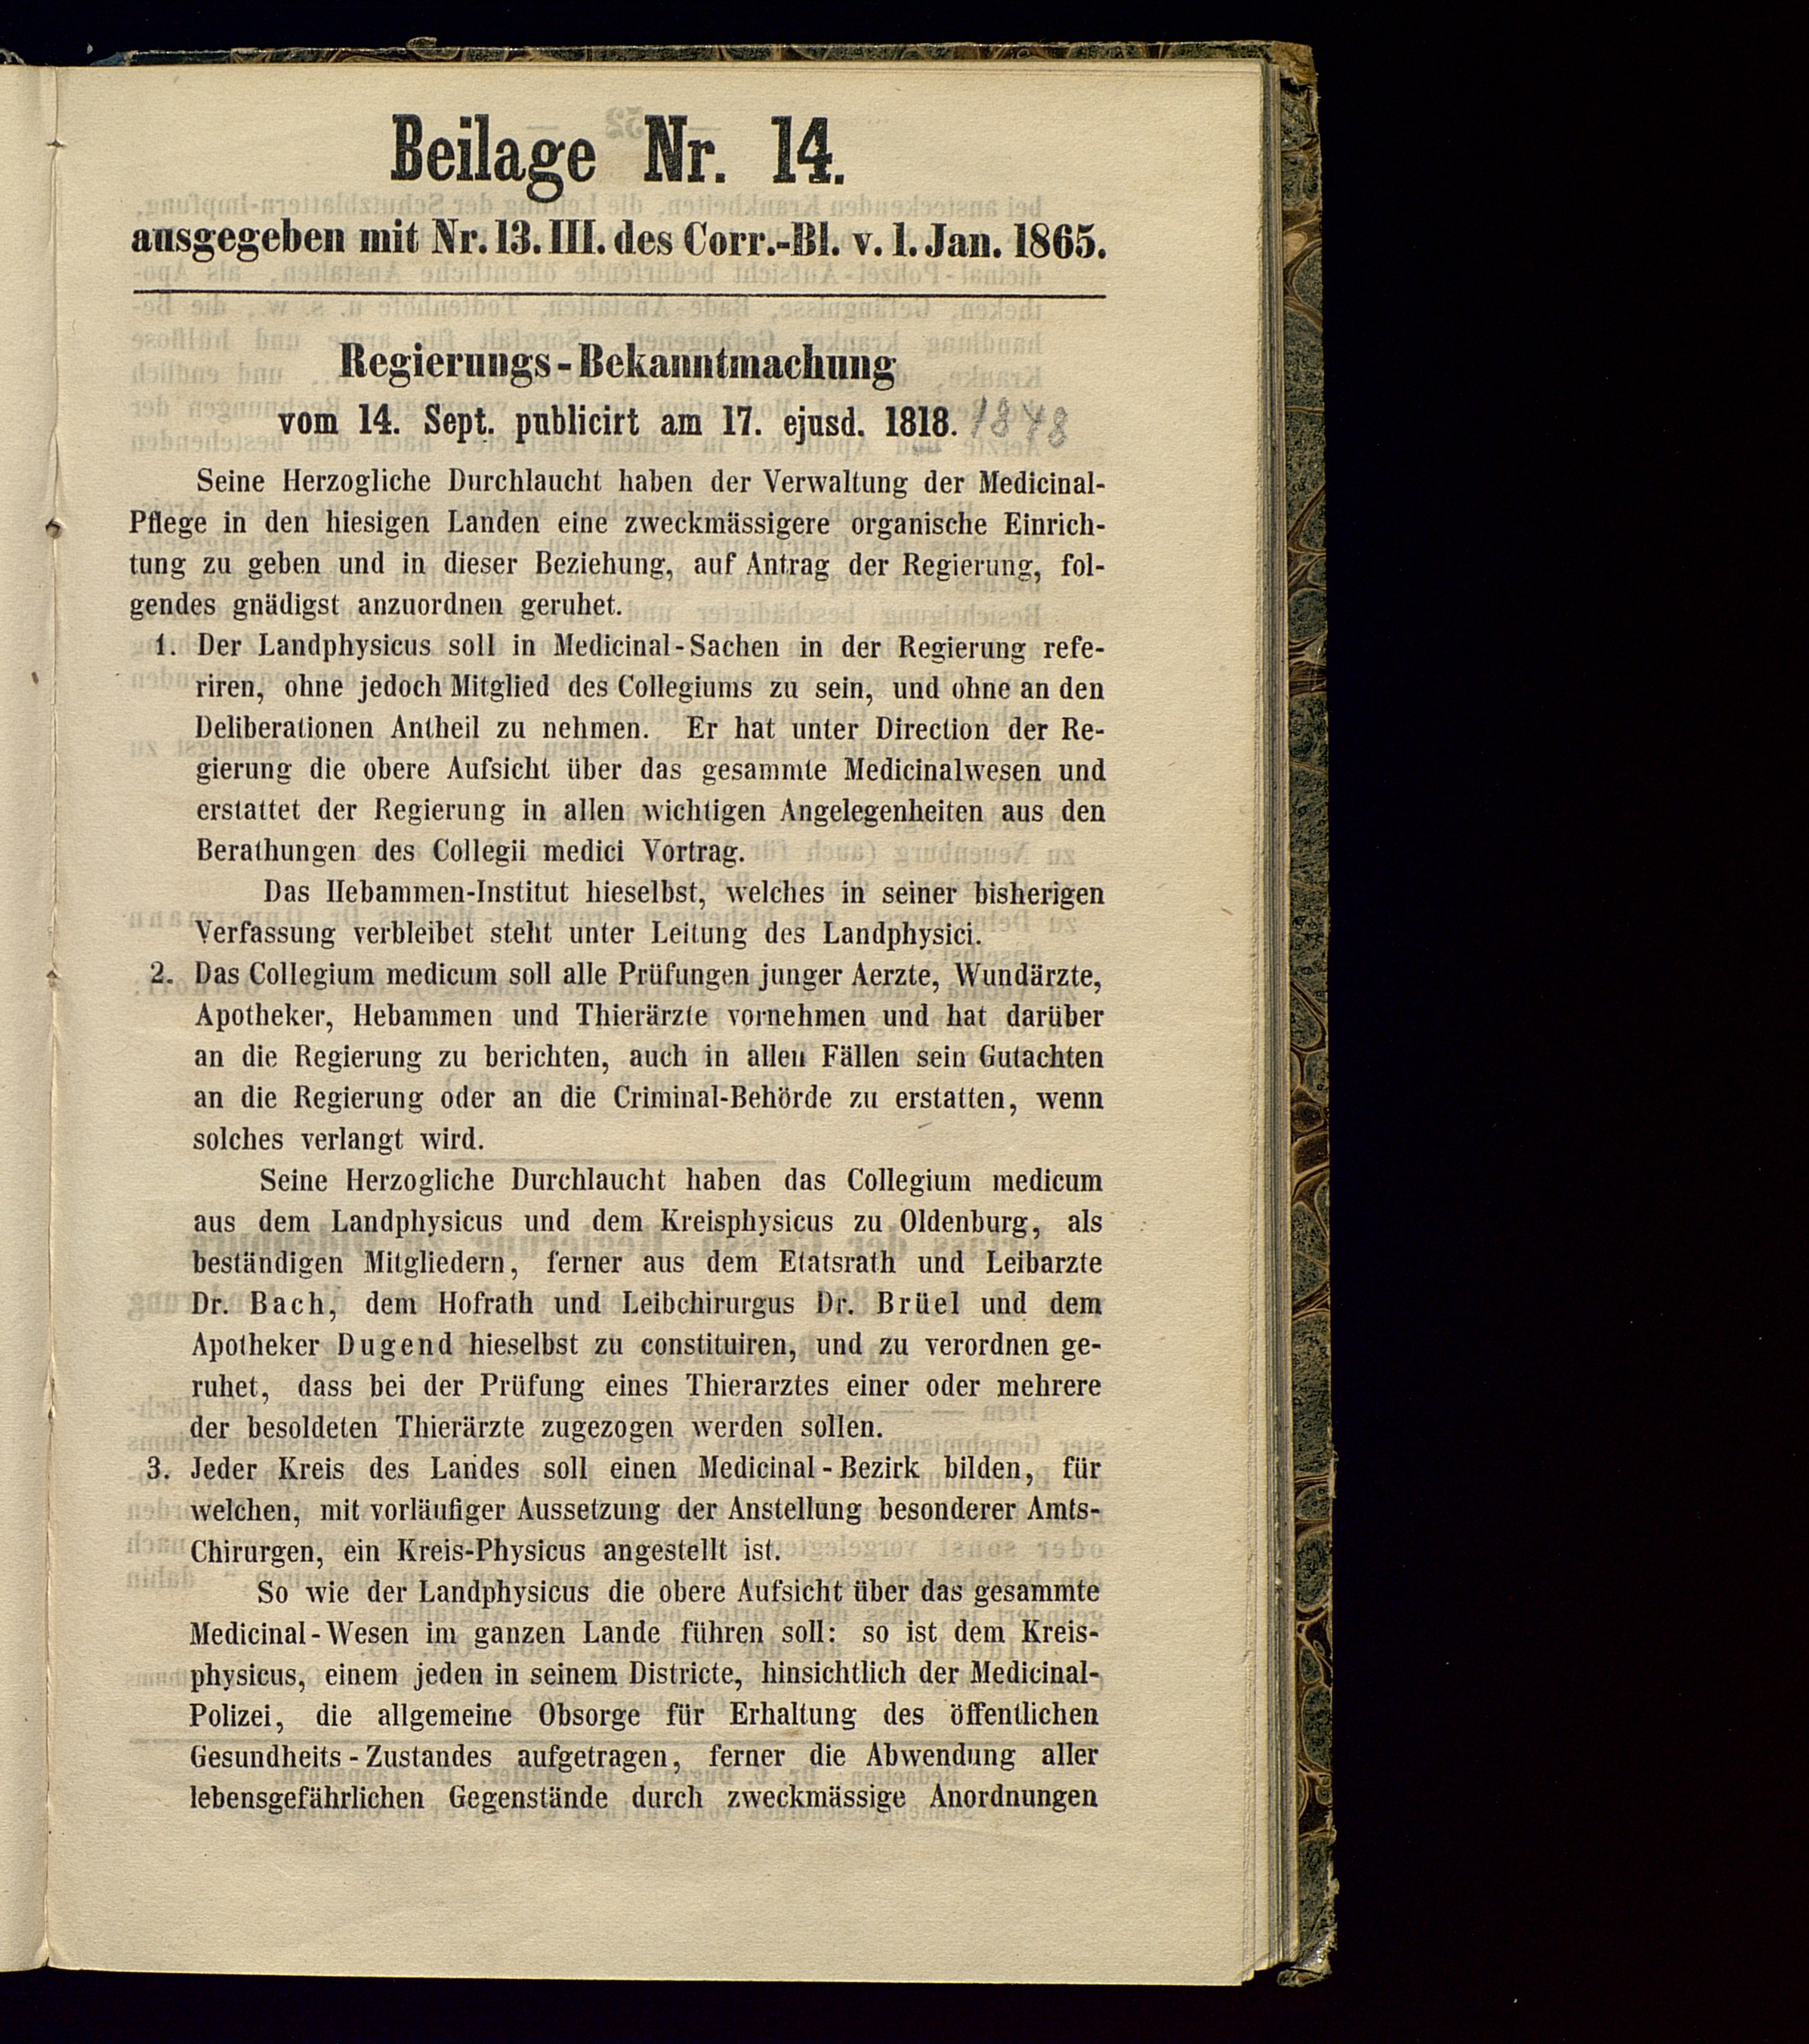 Beilage Nr. 14.
ausgegeben mit Nr. 13. III. des Corr.-Bl. v. 1. Jan. 1865.
Regierungs-Bekanntmachung
vom 14. Sept. publicirt am 17. ejusd. 1818. 1848
Seine Herzogliche Durchlaucht haben der Verwaltung der Medicinal-
Pflege in den hiesigen Landen eine zweckmässigere organische Einrich-
tung zu geben und in dieser Beziehung, auf Antrag der Regierung, fol-
gendes gnädigst anzuordnen geruhet.
1. Der Landphysicus soll in Medicinal-Sachen in der Regierung refe-
riren, ohne jedoch Mitglied des Collegiums zu sein, und ohne an den
Deliberationen Antheil zu nehmen. Er hat unter Direction der Re-
gierung die obere Aufsicht über das gesammte Medicinalwesen und
erstattet der Regierung in allen wichtigen Angelegenheiten aus den
Berathungen des Collegii medici Vortrag.
Das Hebammen-Institut hieselbst, welches in seiner bisherigen
Verfassung verbleibet steht unter Leitung des Landphysici.
2. Das Collegium medicum soll alle Prüfungen junger Aerzte, Wundärzte,
Apotheker, Hebammen und Thierärzte vornehmen und hat darüber
an die Regierung zu berichten, auch in allen Fällen sein Gutachten
an die Regierung oder an die Criminal-Behörde zu erstatten, wenn
solches verlangt wird.
Seine Herzogliche Durchlaucht haben das Collegium medicum
aus dem Landphysicus und dem Kreisphysicus zu Oldenburg, als
beständigen Mitgliedern, ferner aus dem Etatsrath und Leibarzte
Dr. Bach, dem Hofrath und Leibchirurgus Dr. Brüel und dem
Apotheker Dugend hieselbst zu constituiren, und zu verordnen ge-
ruhet, dass bei der Prüfung eines Thierarztes einer oder mehrere
der besoldeten Thierärzte zugezogen werden sollen.
3. Jeder Kreis des Landes soll einen Medicinal-Bezirk bilden, für
welchen, mit vorläufiger Aussetzung der Anstellung besonderer Amts-
Chirurgen, ein Kreis-Physicus angestellt ist.
So wie der Landphysicus die obere Aufsicht über das gesammte
Medicinal-Wesen im ganzen Lande führen soll: so ist dem Kreis-
physicus, einem jeden in seinem Districte, hinsichtlich der Medicinal-
Polizei, die allgemeine Obsorge für Erhaltung des öffentlichen
Gesundheits-Zustandes aufgetragen, ferner die Abwendung aller
lebensgefährlichen Gegenstände durch zweckmässige Anordnungen